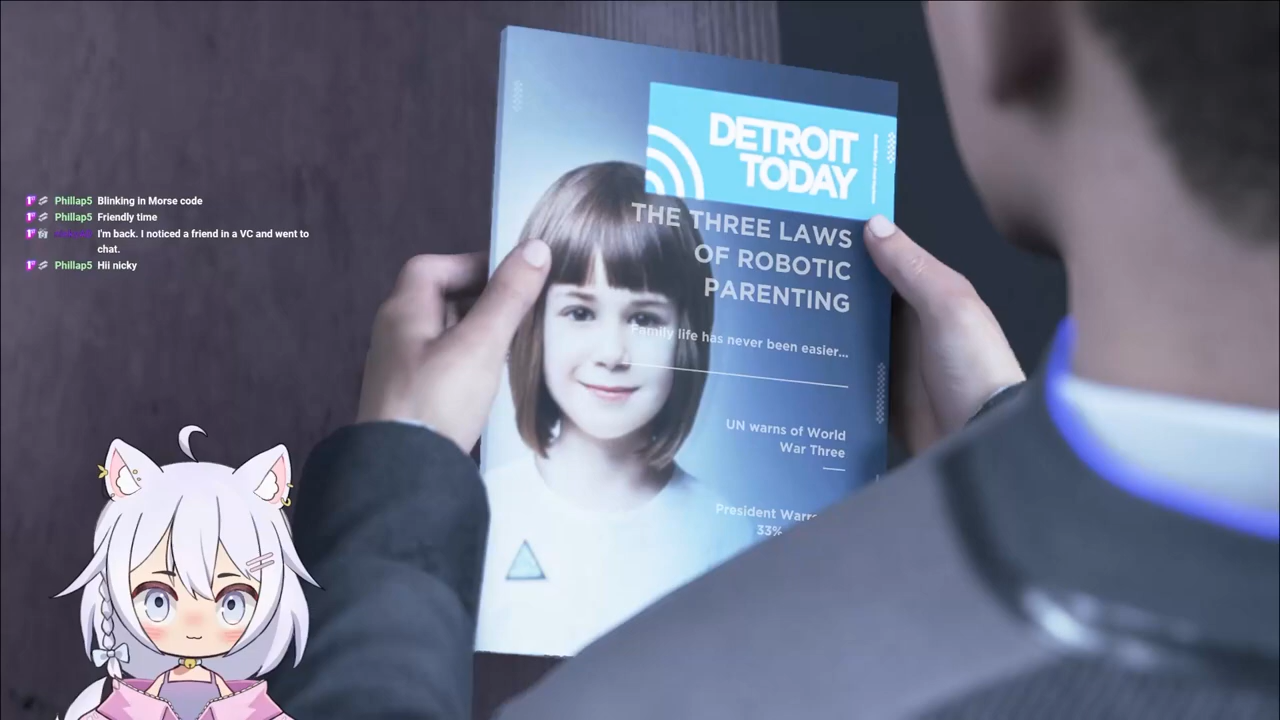 Phillap5 Blinking in Morse code
Phillap5 Friendly time
I'm back. I noticed a friend in a VC and went to
chat.
Phillap5 Hii nicky
DETROIT
TODAY
THE THREE LAWS
OF ROBOTIC
PARENTING
Family life has never been easier...
UN warns of World
War Three
President Warr
33%